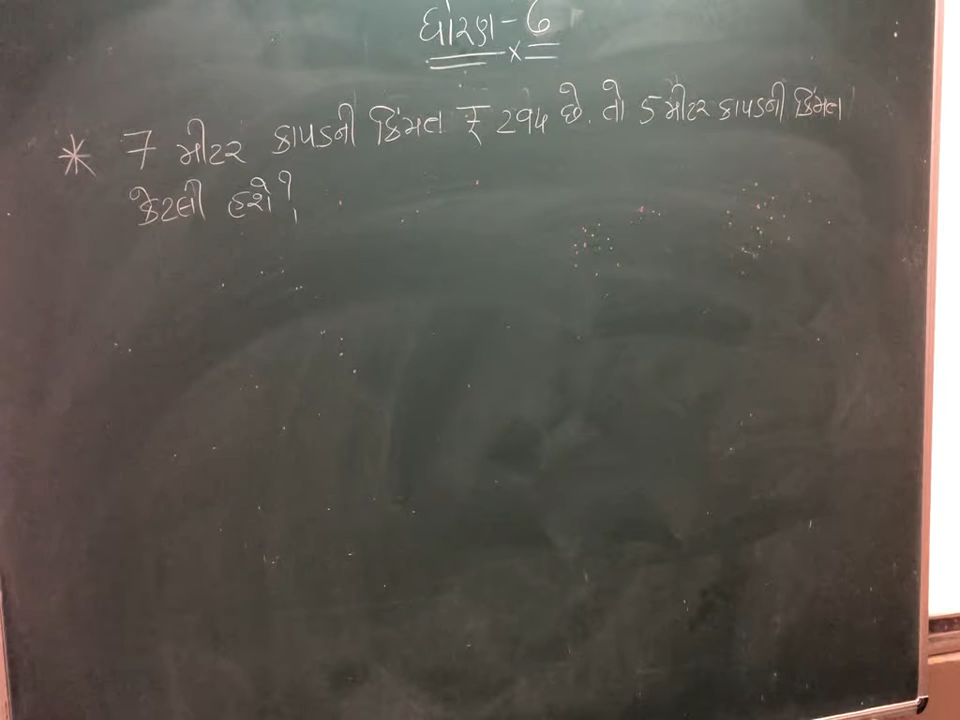 ધોરણ - 6
* 7 મીટર કાપડની કિંમત ₹ 294 છે. તો 5 મીટર કાપડની કિંમત
કેટલી હશે?